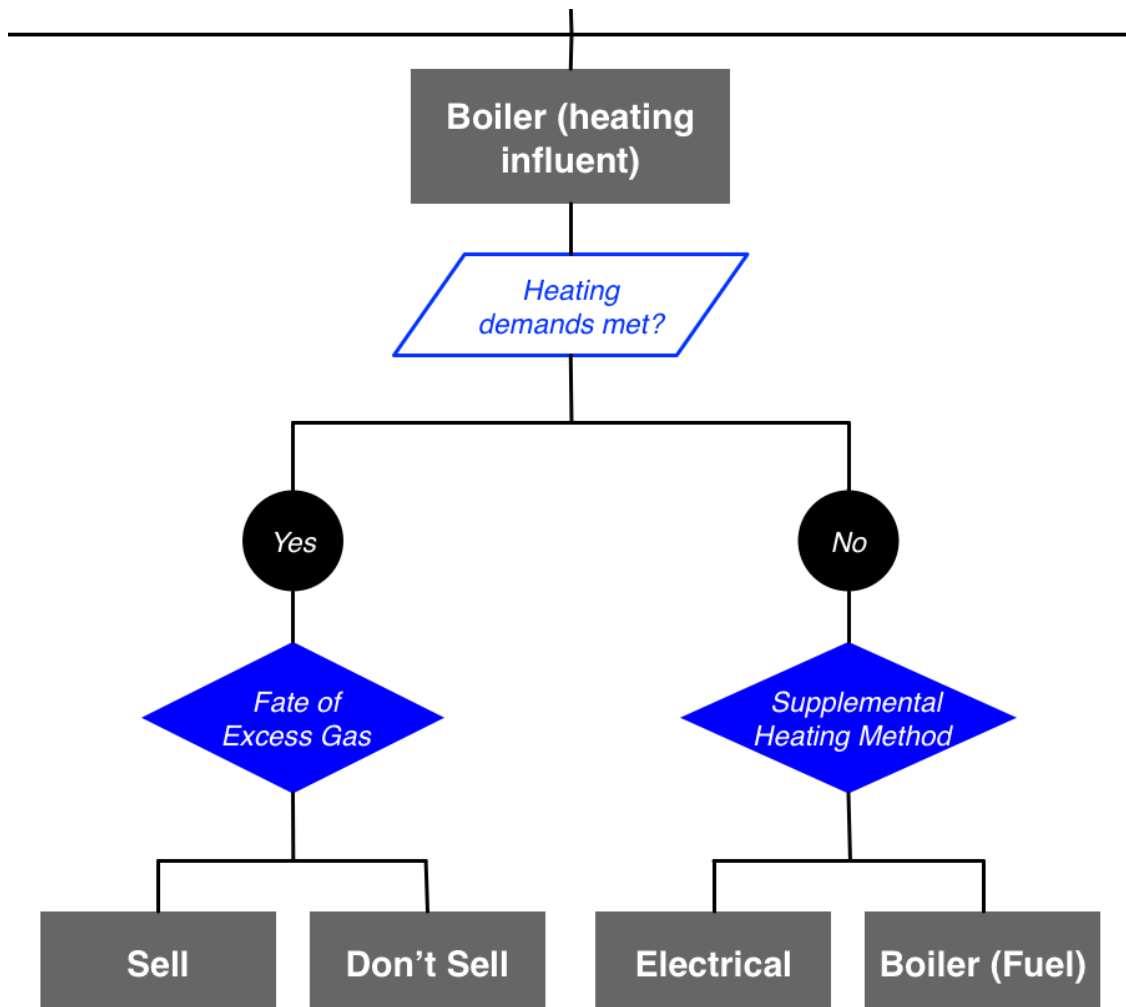 Boiler (heating
influent)
Heating
demands met?
Yes
No
Fate of
Excess Gas
Supplemental
Heating Method
Sell
Don’t Sell
Electrical
Boiler (Fuel)